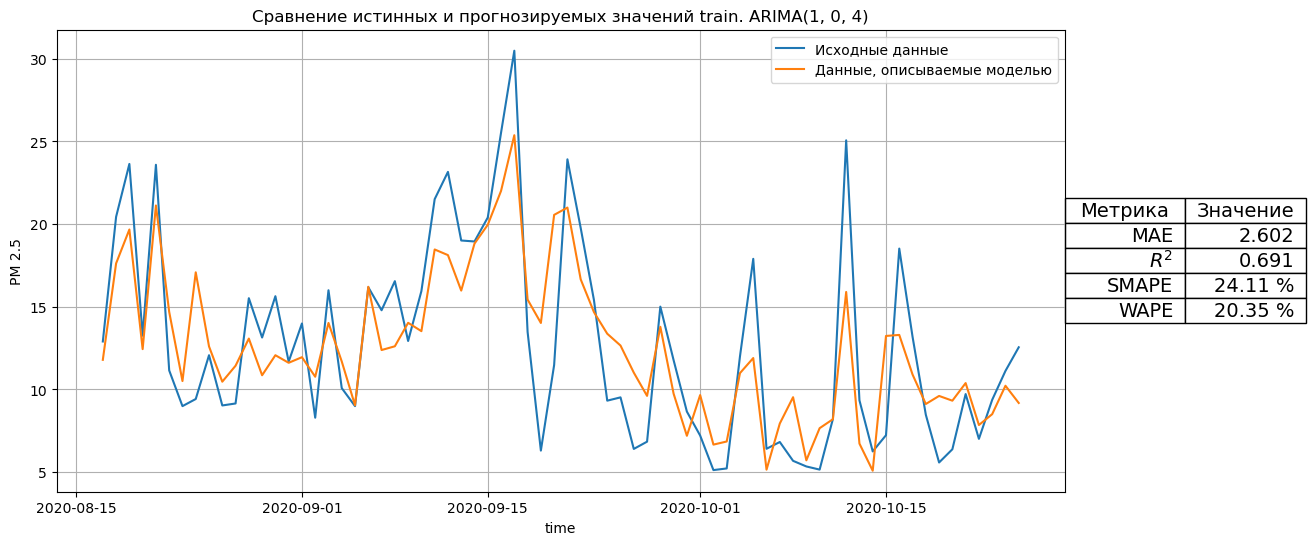 Сравнение истинных и прогнозируемых значений train. ARIMA(1, 0, 4)
Исходные данные
Данные, описываемые моделью
PM 2.5
30
25
20
15
10
5
2020-08-15 2020-09-01 2020-09-15 2020-10-01 2020-10-15
time
Метрика Значение
MAE 2.602
R² 0.691
SMAPE 24.11 %
WAPE 20.35 %